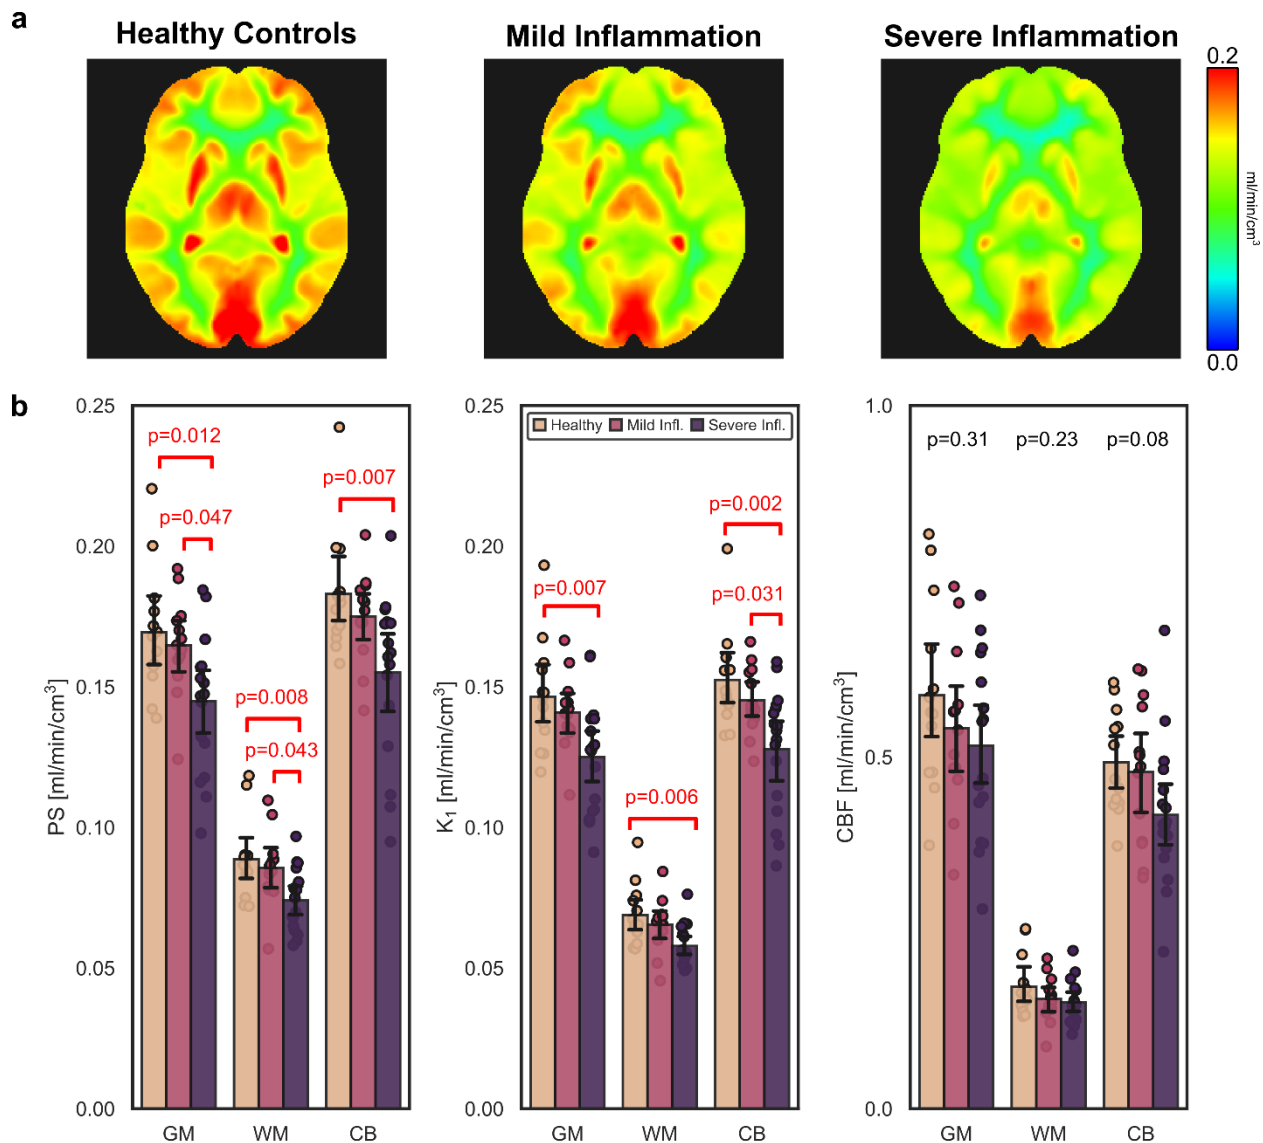 a
Healthy Controls
Mild Inflammation
Severe Inflammation
0.2
ml/min/cm³
0.0
b
0.25
0.20
0.15
0.10
0.05
0.00
PS [ml/min/cm³]
p=0.012
p=0.047
p=0.008
p=0.043
p=0.007
GM
WM
CB
0.25
0.20
0.15
0.10
0.05
0.00
K₁ [ml/min/cm³]
Healthy Mild Infl. Severe Infl.
p=0.007
p=0.006
p=0.002
p=0.031
GM
WM
CB
1.0
0.5
0.0
CBF [ml/min/cm³]
p=0.31
p=0.23
p=0.08
GM
WM
CB